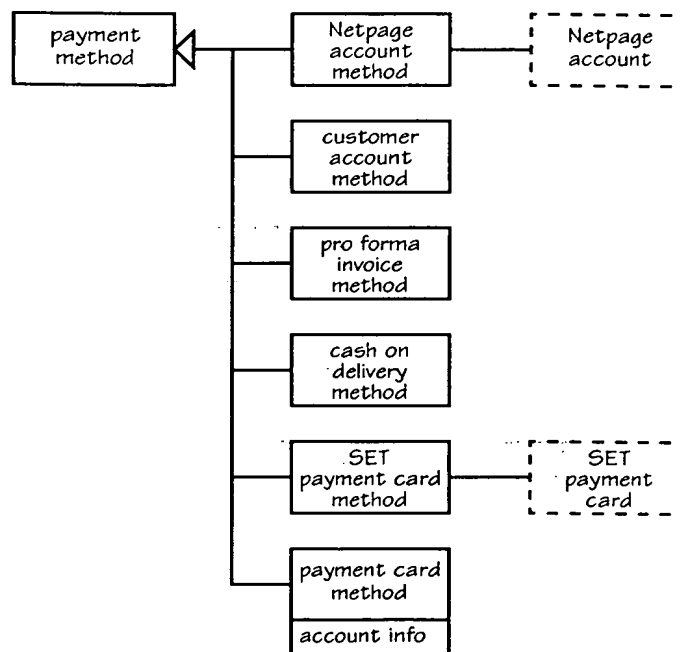 payment
method
Netpage
account
method
Netpage
account
customer
account
method
pro forma
invoice
method
cash on
delivery
method
SET
payment card
method
SET
payment
card
payment card
method
account info